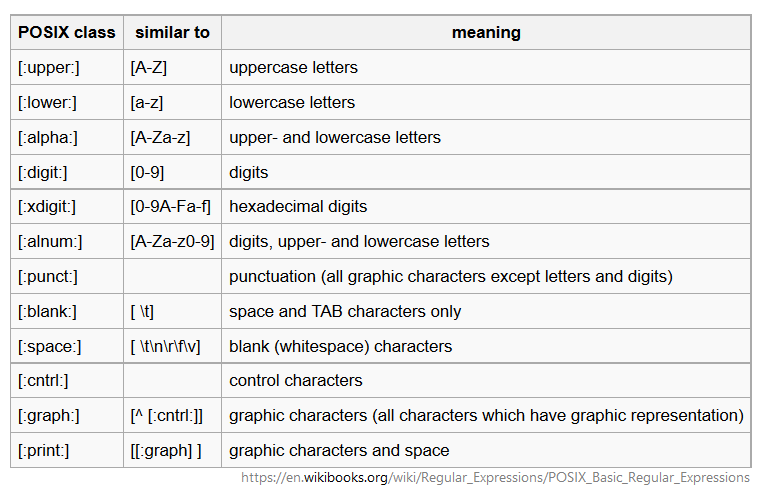 POSIX class similar to meaning
[:upper:] [A-Z] uppercase letters
[:lower:] [a-z] lowercase letters
[:alpha:] [A-Za-z] upper- and lowercase letters
[:digit:] [0-9] digits
[:xdigit:] [0-9A-Fa-f] hexadecimal digits
[:alnum:] [A-Za-z0-9] digits, upper- and lowercase letters
[:punct:] punctuation (all graphic characters except letters and digits)
[:blank:] [ \t] space and TAB characters only
[:space:] [ \t\n\r\f\v] blank (whitespace) characters
[:cntrl:] control characters
[:graph:] [^ [:cntrl:]] graphic characters (all characters which have graphic representation)
[:print:] [[:graph] ] graphic characters and space
https://en.wikibooks.org/wiki/Regular_Expressions/POSIX_Basic_Regular_Expressions